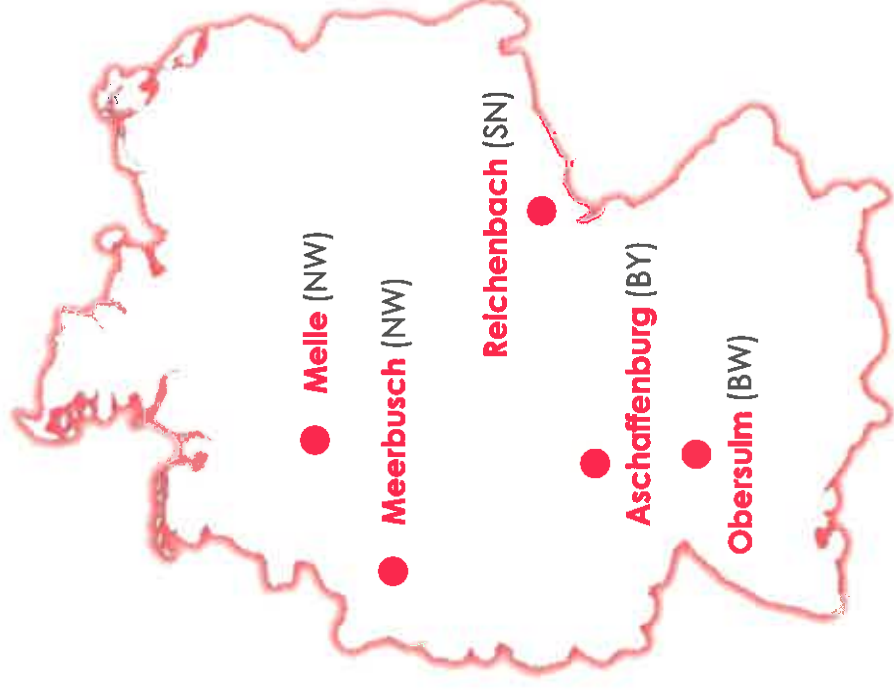 Melle (NW)
Meerbusch (NW)
Reichenbach (SN)
Aschaffenburg (BY)
Obersulm (BW)